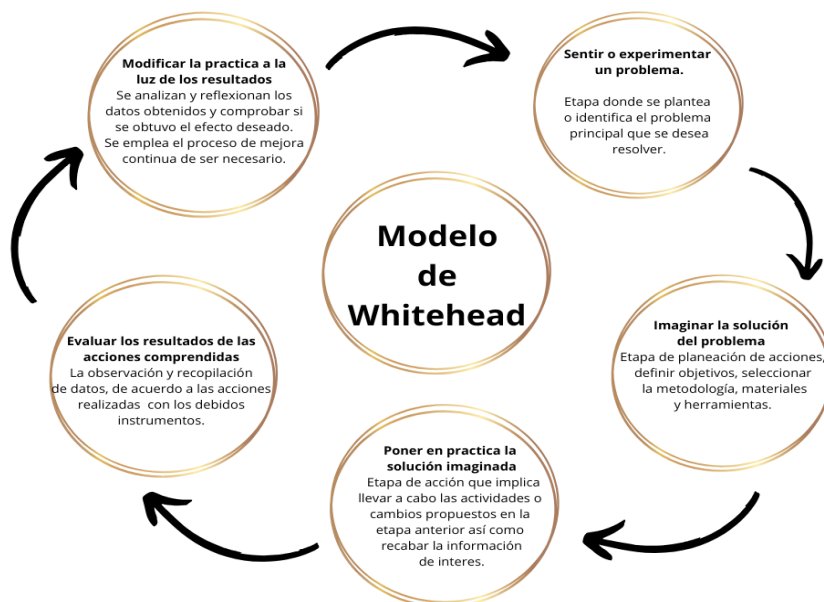 Modificar la practica a la
luz de los resultados
Se analizan y reflexionan los
datos obtenidos y comprobar si
se obtuvo el efecto deseado.
Se emplea el proceso de mejora
continua de ser necesario.
Sentir o experimentar
un problema.
Etapa donde se plantea
o identifica el problema
principal que se desea
resolver.
Modelo
de
Whitehead
Evaluar los resultados de las
acciones comprendidas
La observación y recopilación
de datos, de acuerdo a las acciones
realizadas con los debidos
instrumentos.
Imaginar la solución
del problema
Etapa de planeación de acciones,
definir objetivos, seleccionar
la metodología, materiales
y herramientas.
Poner en practica la
solución imaginada
Etapa de acción que implica
llevar a cabo las actividades o
cambios propuestos en la
etapa anterior así como
recabar la información
de interes.